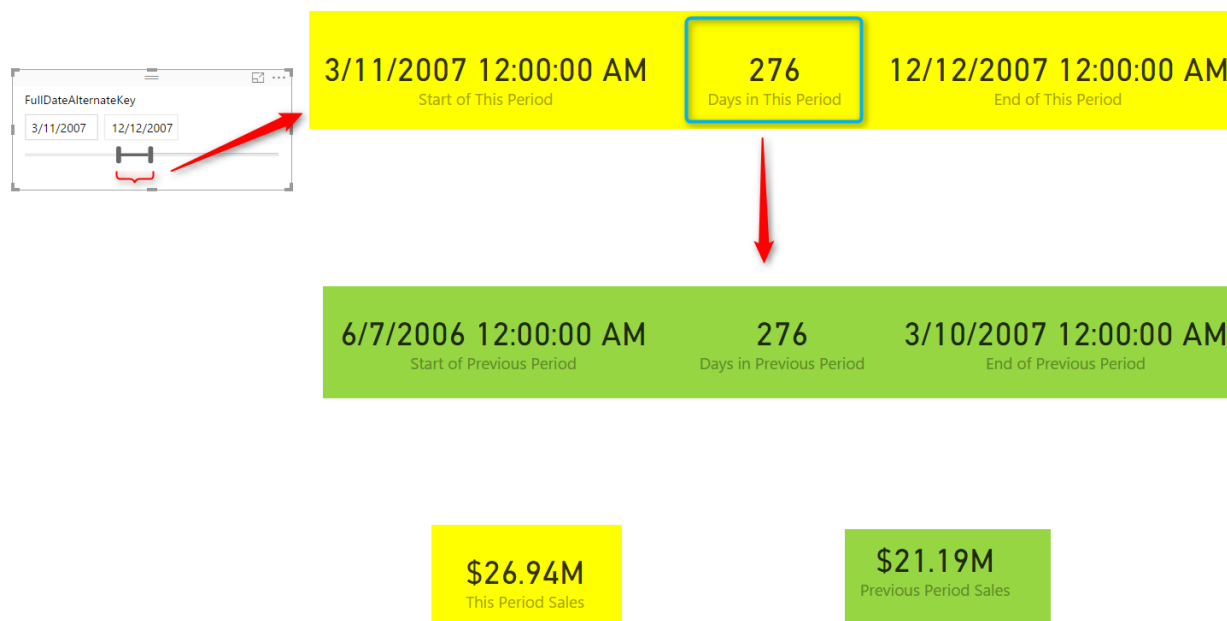 3/11/2007 12:00:00 AM 276 12/12/2007 12:00:00 AM
Start of This Period Days in This Period End of This Period
FullDateAlternateKey
3/11/2007 12/12/2007
6/7/2006 12:00:00 AM 276 3/10/2007 12:00:00 AM
Start of Previous Period Days in Previous Period End of Previous Period
$26.94M $21.19M
This Period Sales Previous Period Sales